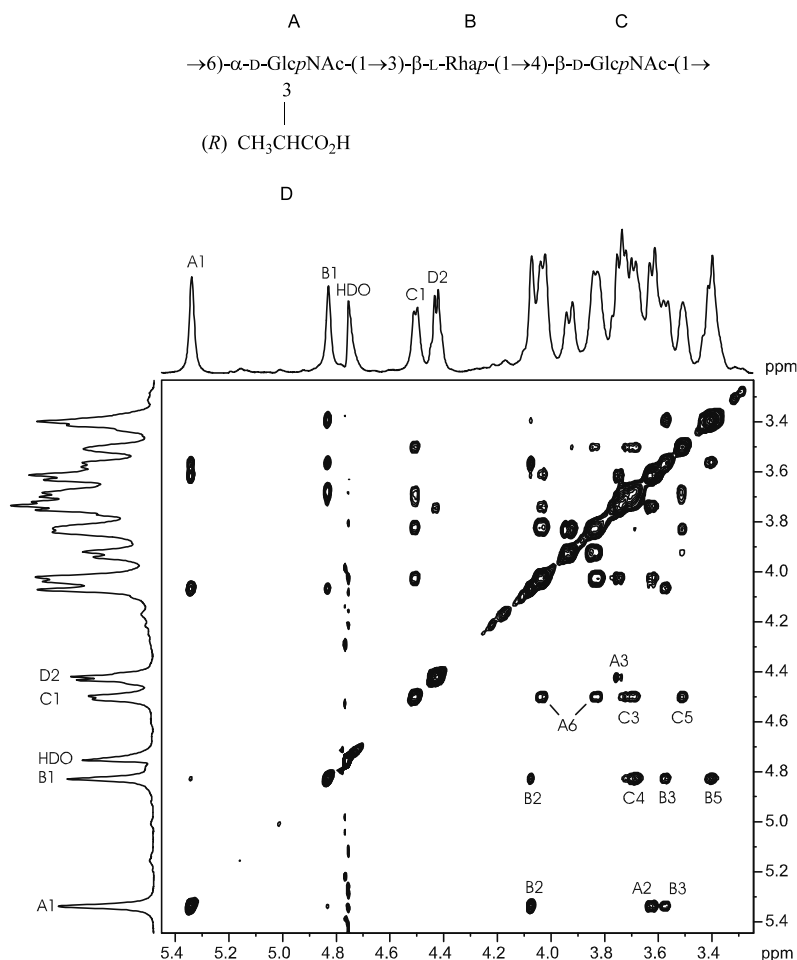 A B C
→6)-α-D-GlcpNAc-(1→3)-β-L-Rhap-(1→4)-β-D-GlcpNAc-(1→
3
(R) CH₃CHCO₂H
D
A1
B1
HDO
C1
D2
ppm
3.4
3.6
3.8
4.0
4.2
D2
A3
4.4
C1
A6
C3
C5
4.6
HDO
B1
4.8
B2
C4
B3
B5
5.0
5.2
A1
B2
A2
B3
5.4
5.4 5.2 5.0 4.8 4.6 4.4 4.2 4.0 3.8 3.6 3.4 ppm